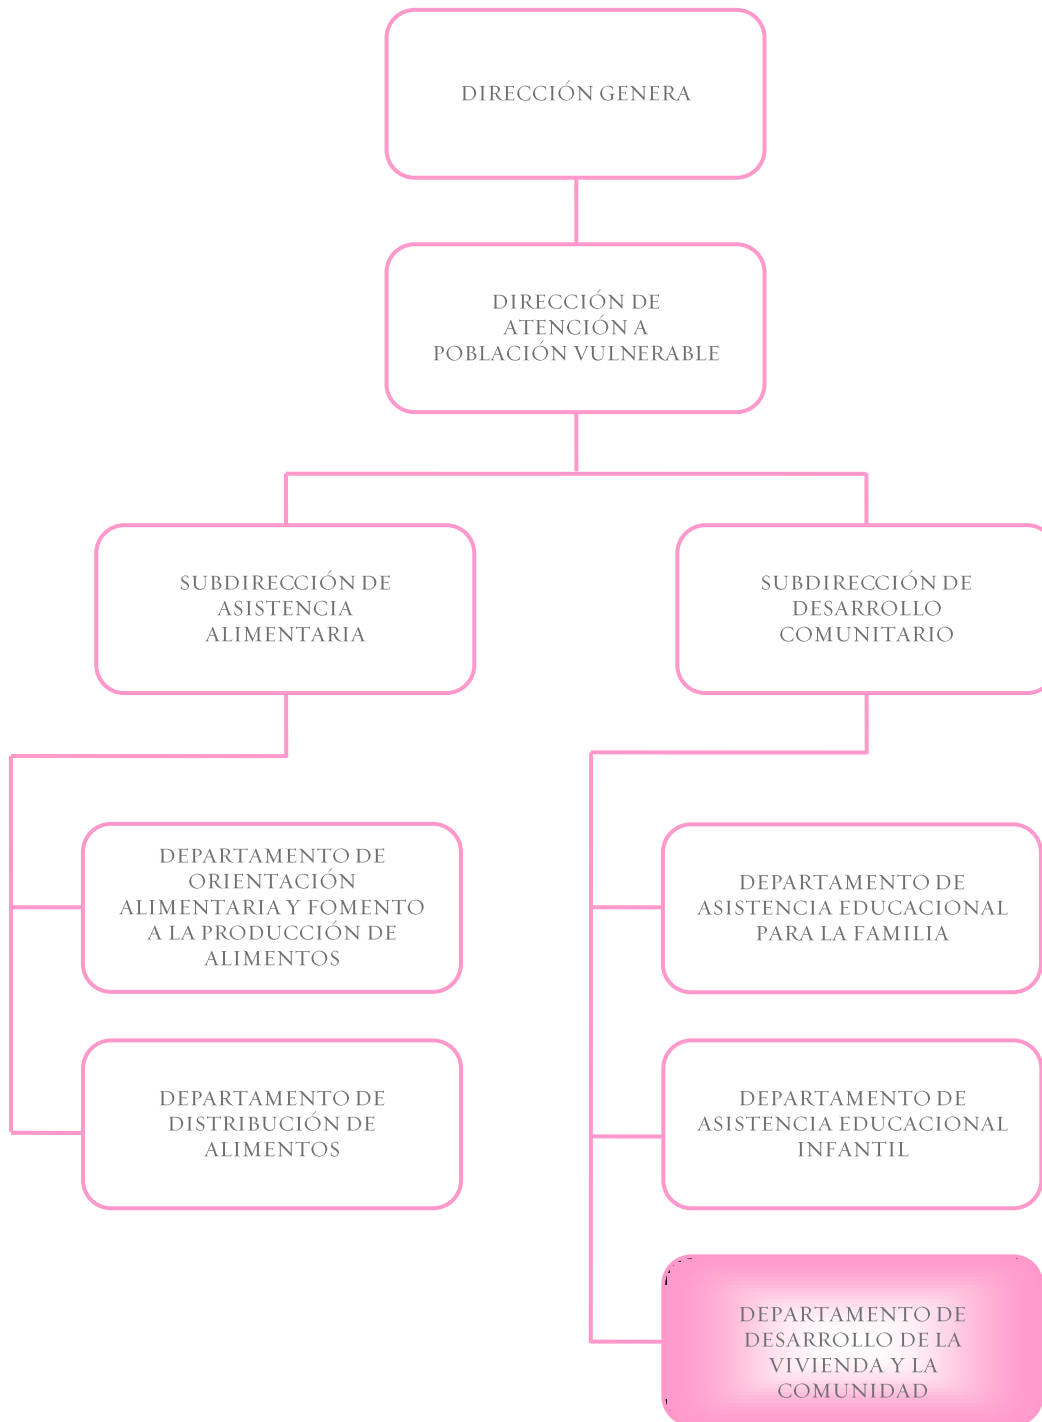 DIRECCIÓN GENERA
DIRECCIÓN DE
ATENCIÓN A
POBLACIÓN VULNERABLE
SUBDIRECCIÓN DE
ASISTENCIA
ALIMENTARIA
SUBDIRECCIÓN DE
DESARROLLO
COMUNITARIO
DEPARTAMENTO DE
ORIENTACIÓN
ALIMENTARIA Y FOMENTO
A LA PRODUCCIÓN DE
ALIMENTOS
DEPARTAMENTO DE
ASISTENCIA EDUCACIONAL
PARA LA FAMILIA
DEPARTAMENTO DE
DISTRIBUCIÓN DE
ALIMENTOS
DEPARTAMENTO DE
ASISTENCIA EDUCACIONAL
INFANTIL
DEPARTAMENTO DE
DESARROLLO DE LA
VIVIENDA Y LA
COMUNIDAD